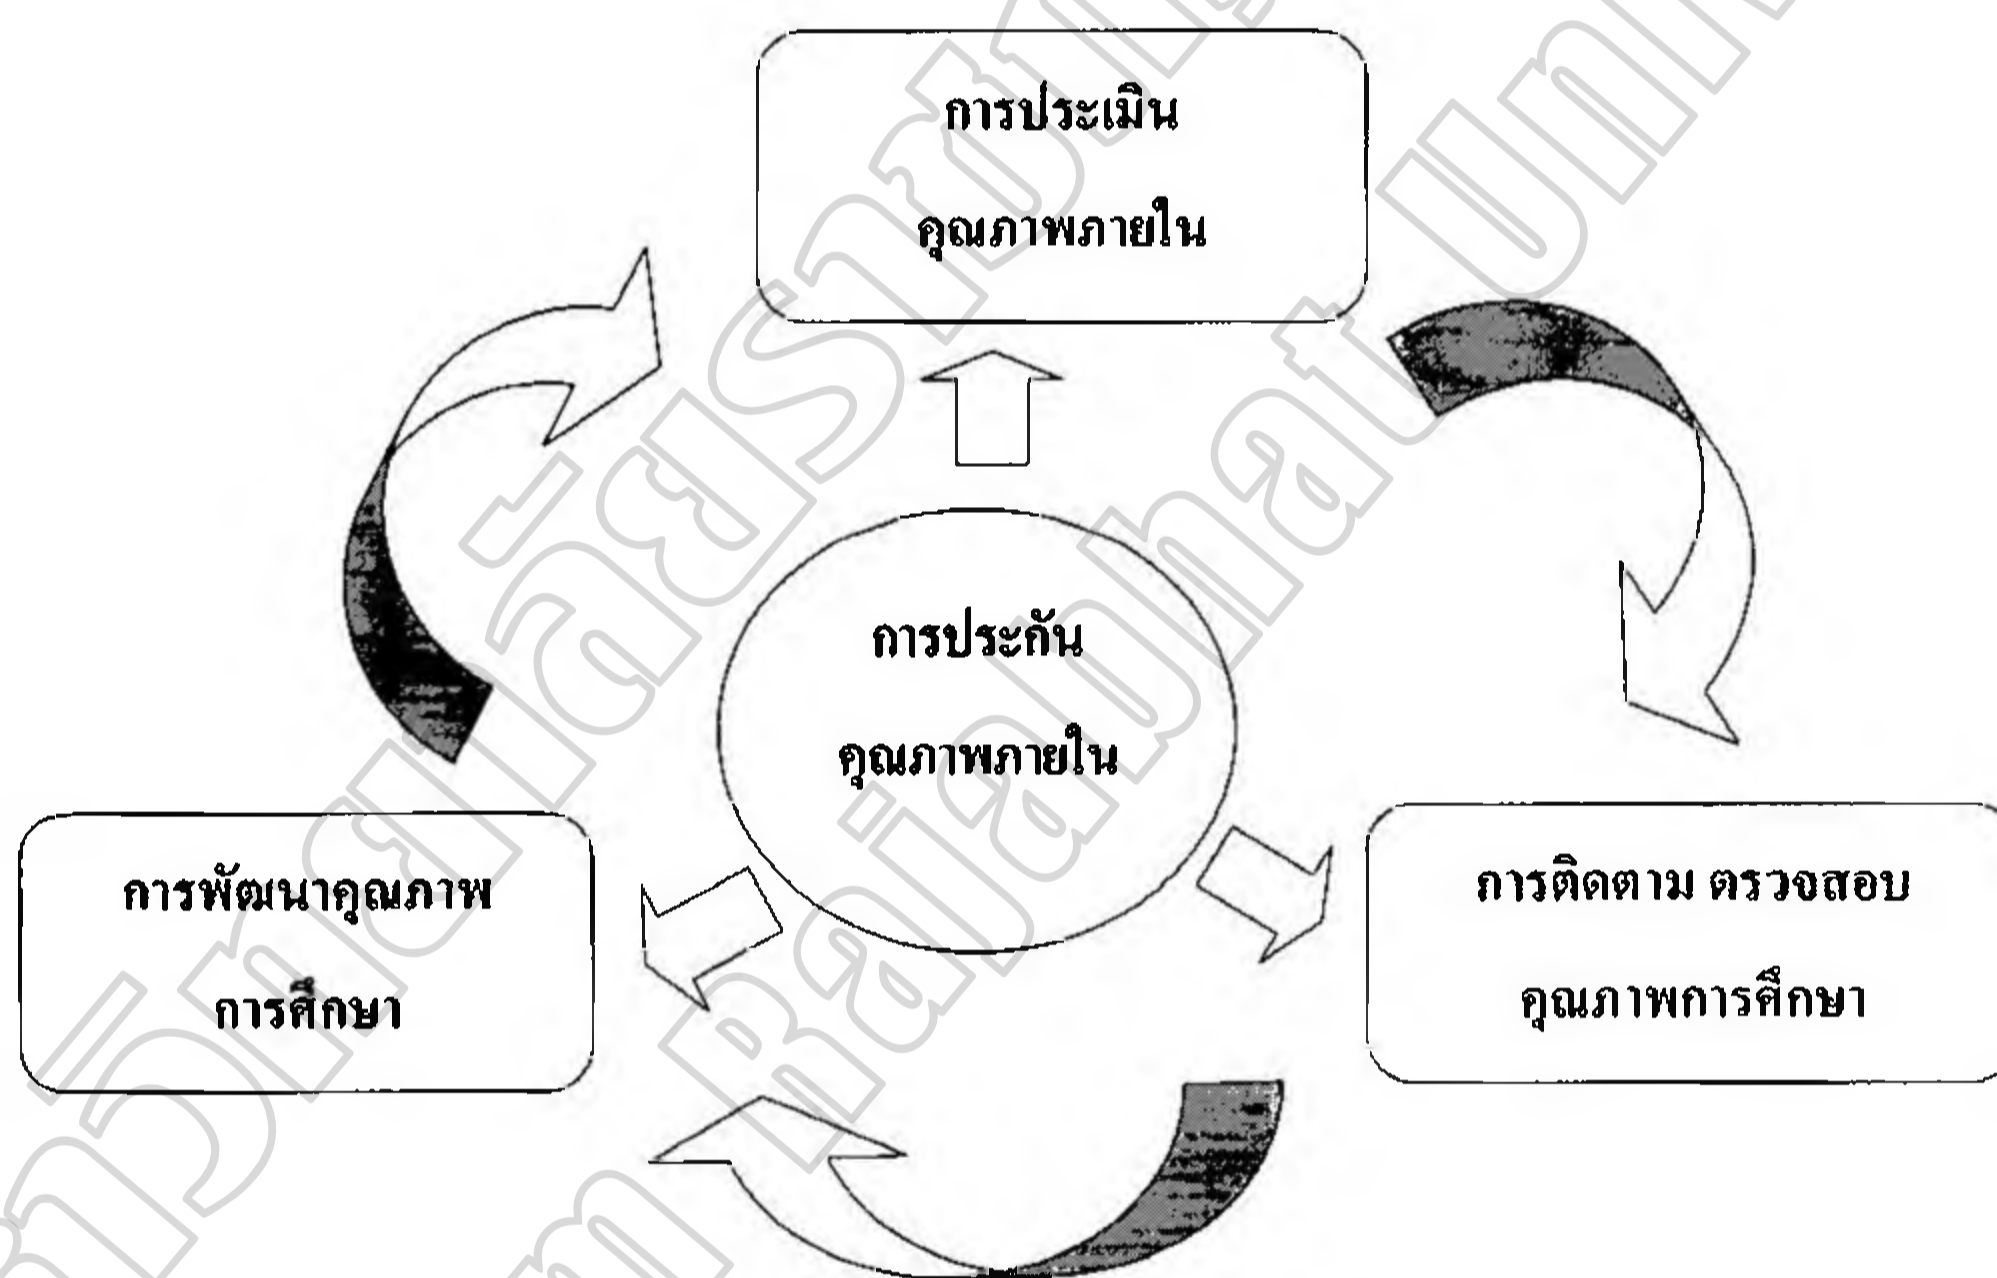 การประเมิน
คุณภาพภายใน
การประกัน
คุณภาพภายใน
การพัฒนาคุณภาพ
การศึกษา
การติดตาม ตรวจสอบ
คุณภาพการศึกษา
Rajabhat